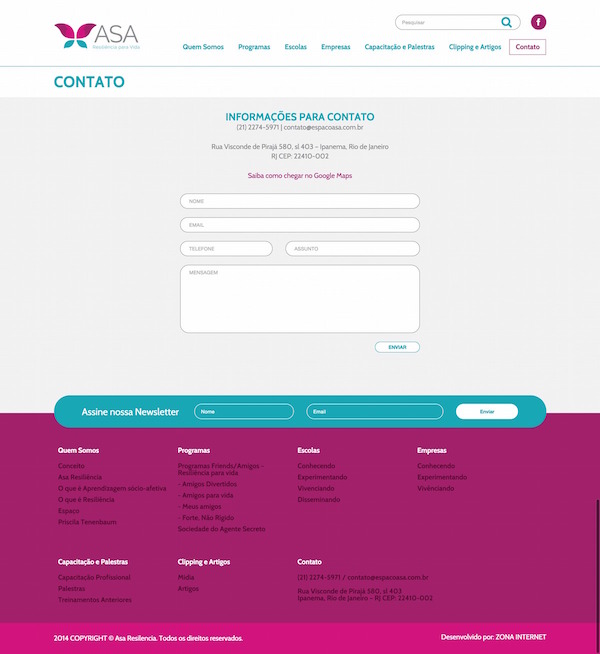 Pesquisar
f
ASA
Resiliência para Vida
Quem Somos Programas Escolas Empresas Capacitação e Palestras Clipping e Artigos Contato
CONTATO
INFORMAÇÕES PARA CONTATO
(21) 2274-5971 | contato@espacoasa.com.br
Rua Visconde de Pirajá 580, sl 403 – Ipanema, Rio de Janeiro
RJ CEP: 22410-002
Saiba como chegar no Google Maps
NOME
EMAIL
TELEFONE ASSUNTO
MENSAGEM
ENVIAR
Assine nossa Newsletter Nome Email Enviar
Quem Somos
Conceito
Asa Resiliência
O que é Aprendizagem sócio-afetiva
O que é Resiliência
Espaço
Priscila Tenenbaum
Programas
Programas Friends/Amigos –
Resiliência para vida
- Amigos Divertidos
- Amigos para vida
- Meus amigos
- Forte, Não Rígido
Sociedade do Agente Secreto
Escolas
Conhecendo
Experimentando
Vivenciando
Disseminando
Empresas
Conhecendo
Experimentando
Vivênciando
Capacitação e Palestras
Capacitação Profissional
Palestras
Treinamentos Anteriores
Clipping e Artigos
Mídia
Artigos
Contato
(21) 2274-5971 / contato@espacoasa.com.br
Rua Visconde de Pirajá 580, sl 403
Ipanema, Rio de Janeiro – RJ CEP: 22410-002
2014 COPYRIGHT © Asa Resilencia. Todos os direitos reservados.
Desenvolvido por: ZONA INTERNET